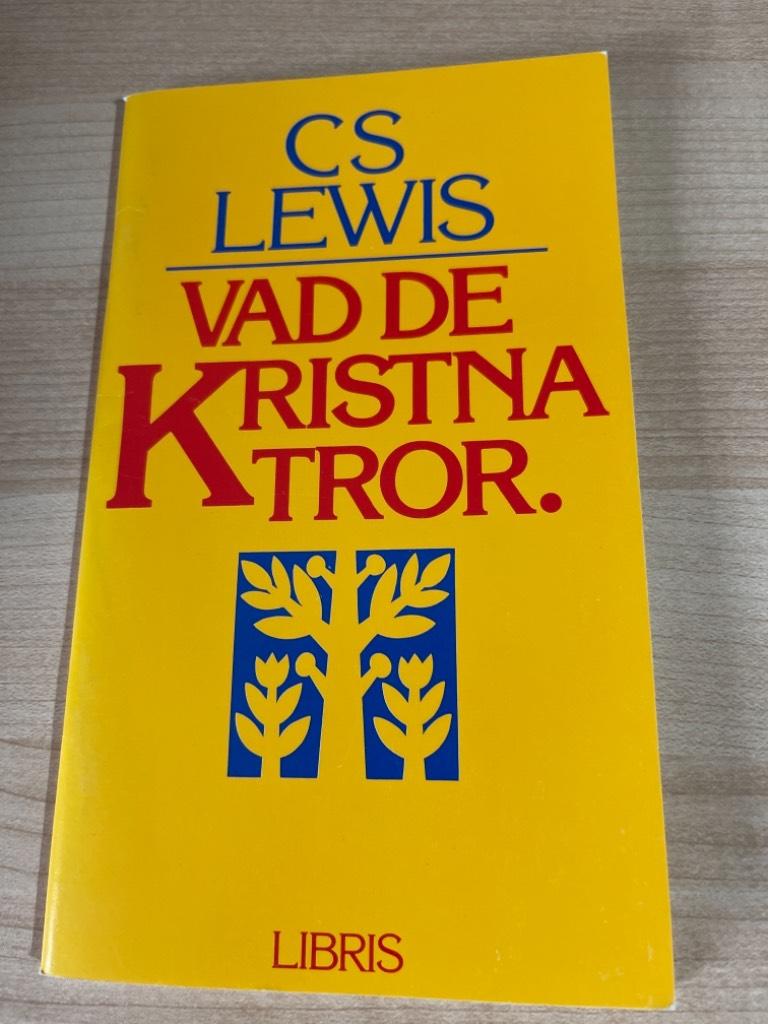 CS
LEWIS
VAD DE
KRISTNA
TROR.
LIBRIS